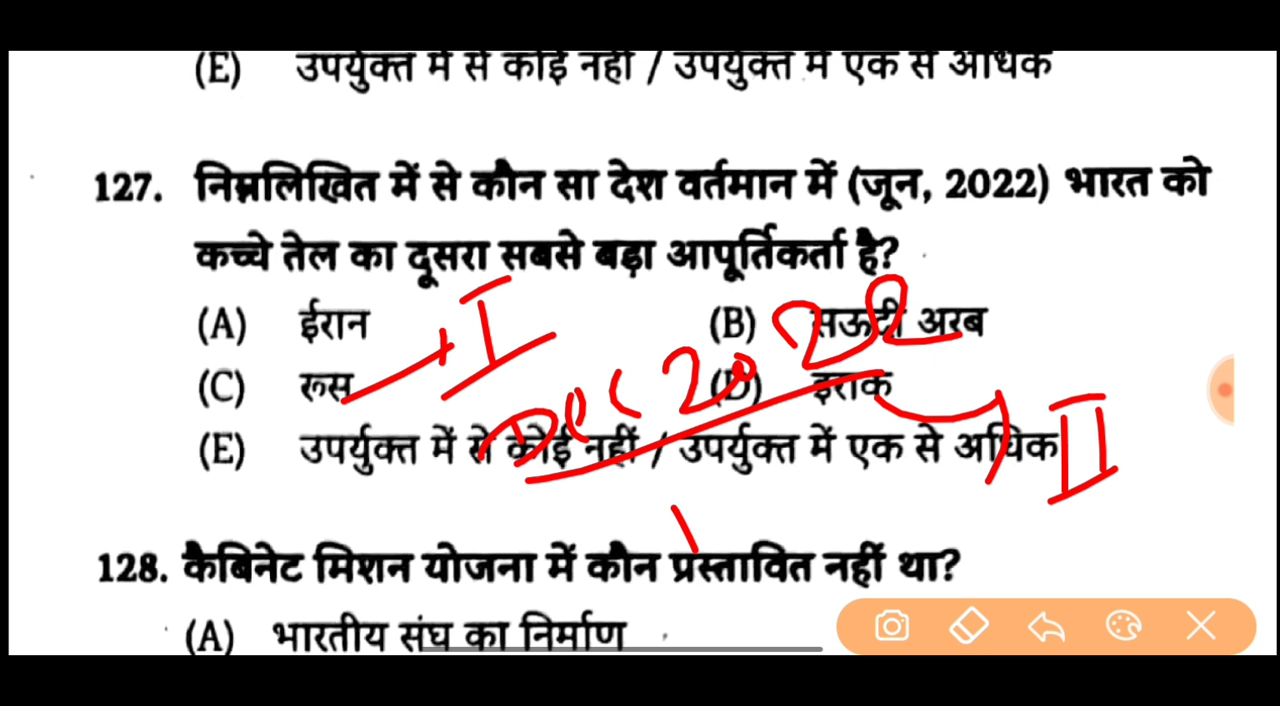 (E) उपर्युक्त में से कोई नहीं / उपर्युक्त में एक से अधिक
127. निम्नलिखित में से कौन सा देश वर्तमान में (जून, 2022) भारत को
कच्चे तेल का दूसरा सबसे बड़ा आपूर्तिकर्ता है?
(A) ईरान (B) सऊदी अरब
I
(C) रूस (D) इराक
Dec 2022
II
(E) उपर्युक्त में से कोई नहीं / उपर्युक्त में एक से अधिक
128. कैबिनेट मिशन योजना में कौन प्रस्तावित नहीं था?
(A) भारतीय संघ का निर्माण